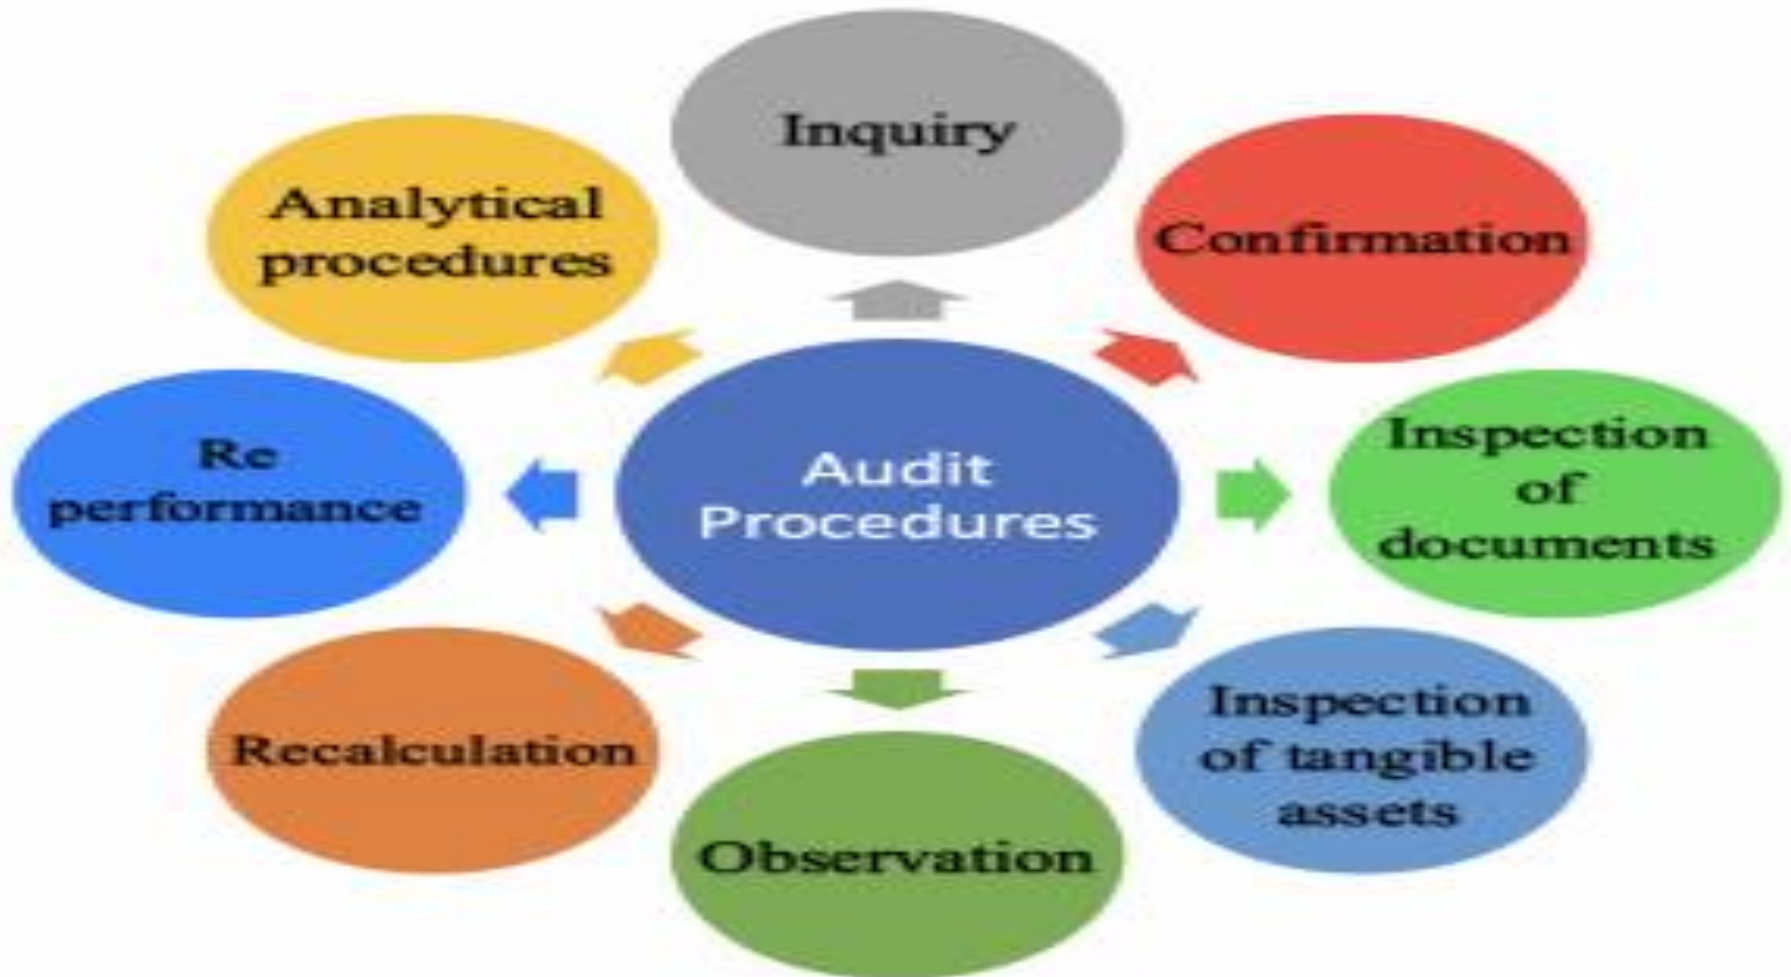 Inquiry
Confirmation
Inspection
of
documents
Inspection
of tangible
assets
Observation
Recalculation
Re
performance
Analytical
procedures
Audit
Procedures